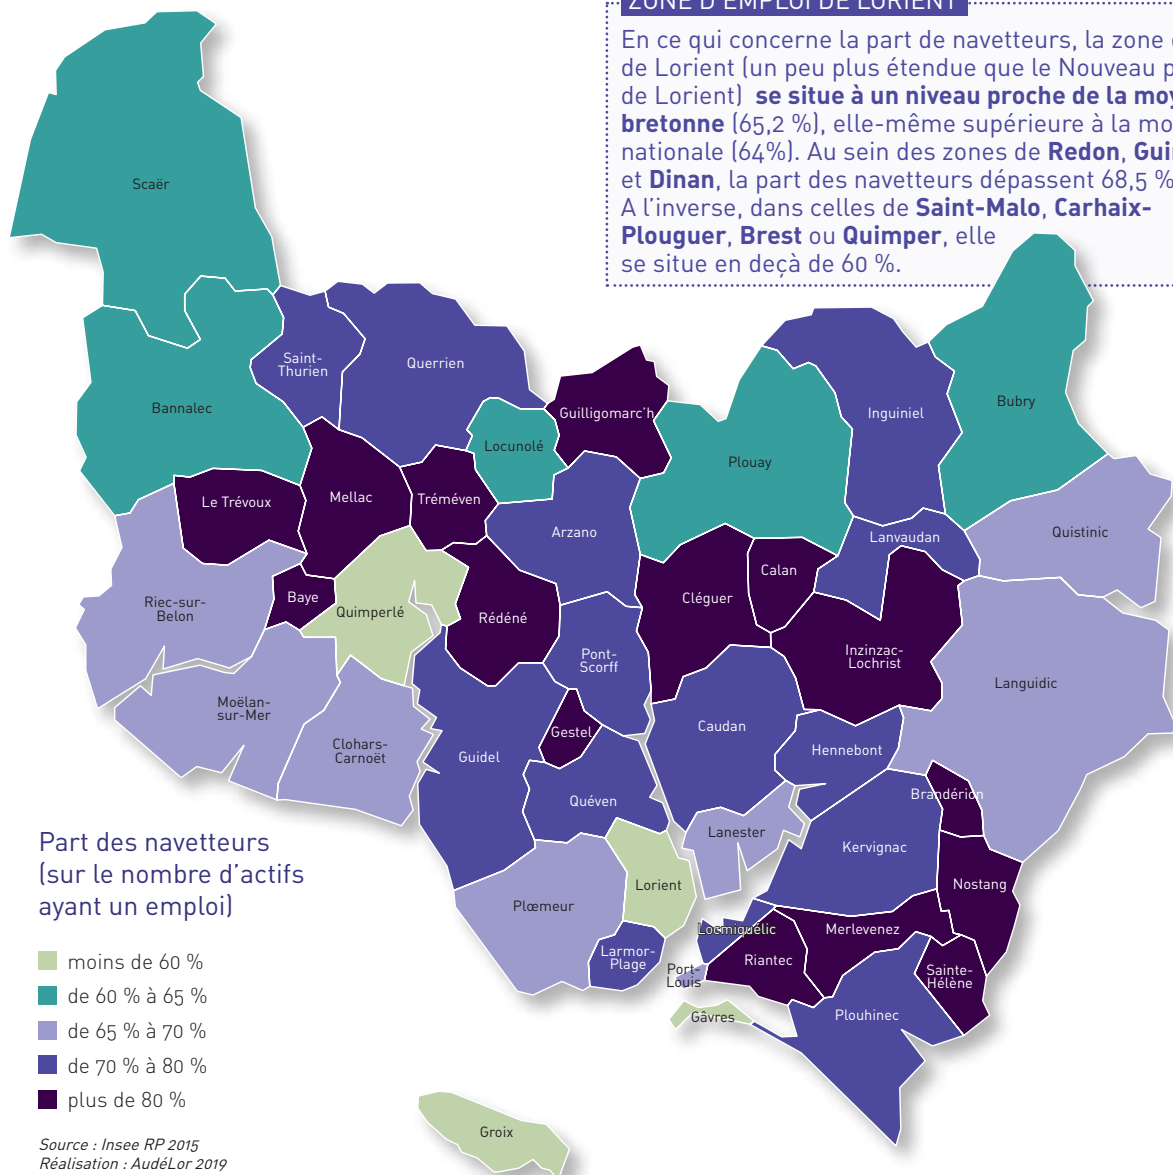 ZONE D'EMPLOI DE LORIENT
En ce qui concerne la part de navetteurs, la zone
de Lorient (un peu plus étendue que le Nouveau
de Lorient) se situe à un niveau proche de la
bretonne (65,2 %), elle-même supérieure à la
nationale (64%). Au sein des zones de Redon,
et Dinan, la part des navetteurs dépassent 68,5 %
A l'inverse, dans celles de Saint-Malo, Carhaix-
Plouguer, Brest ou Quimper, elle
se situe en deçà de 60 %.
Scaër
Saint-
Thurien
Querrien
Bannalec
Guilligomarc'h
Inguiniel
Bubry
Locunolé
Plouay
Le Trévoux
Mellac
Tréméven
Arzano
Lanvaudan
Quistinic
Calan
Riec-sur-
Belon
Baye
Quimperlé
Rédéné
Cléguer
Pont-
Scorff
Inzinzac-
Lochrist
Languidic
Moëlan-
sur-Mer
Clohars-
Carnoët
Guidel
Gestel
Caudan
Hennebont
Quéven
Brandérion
Lanester
Kervignac
Lorient
Nostang
Plœmeur
Locmiquélic
Merlevenez
Larmor-
Plage
Port-
Louis
Riantec
Sainte-
Hélène
Gâvres
Plouhinec
Groix
Part des navetteurs
(sur le nombre d'actifs
ayant un emploi)
moins de 60 %
de 60 % à 65 %
de 65 % à 70 %
de 70 % à 80 %
plus de 80 %
Source : Insee RP 2015
Réalisation : AudéLor 2019